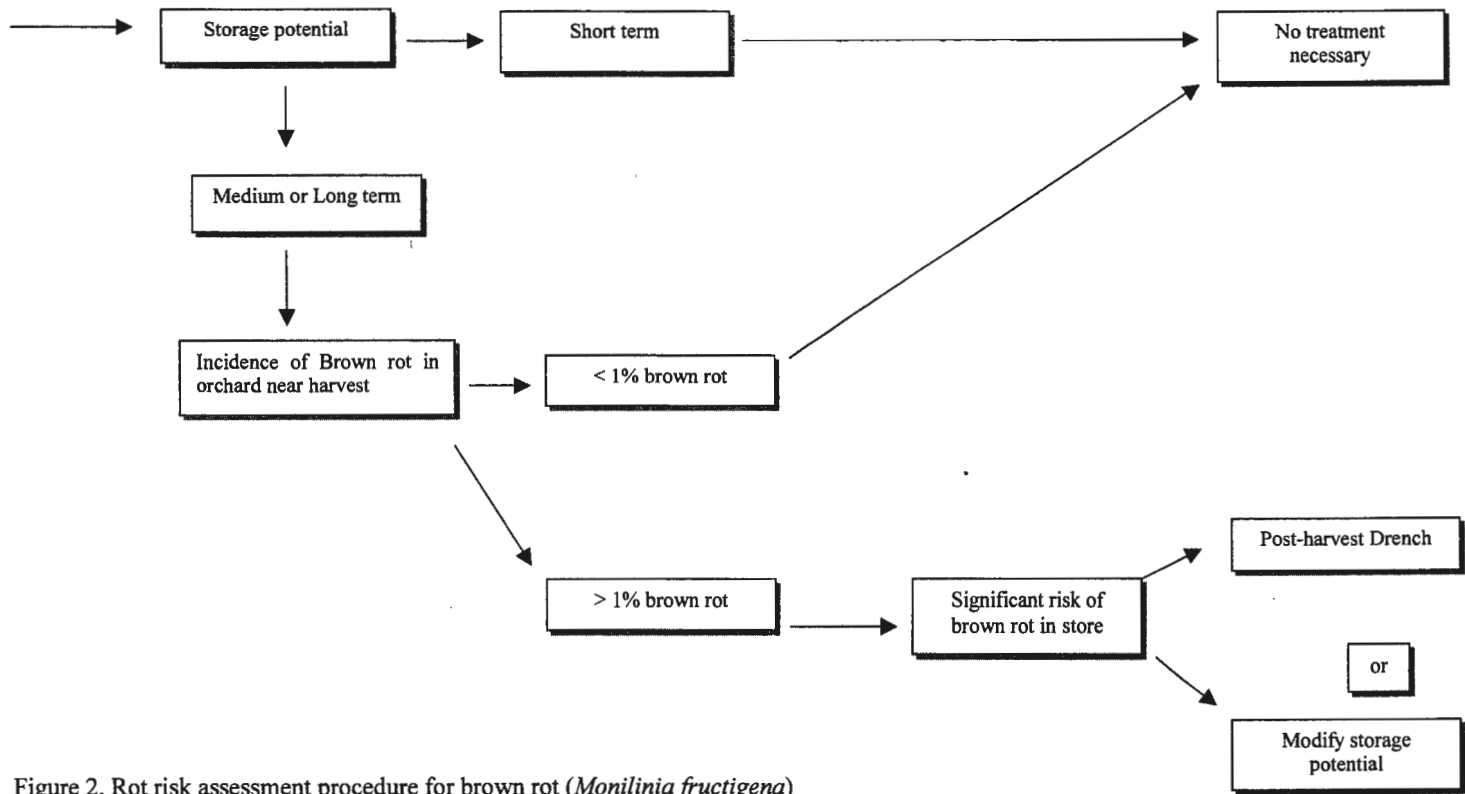 Storage potential
Short term
No treatment
necessary
Medium or Long term
Incidence of Brown rot in
orchard near harvest
< 1% brown rot
> 1% brown rot
Significant risk of
brown rot in store
Post-harvest Drench
or
Modify storage
potential
Figure 2. Rot risk assessment procedure for brown rot (Monilinia fructigena)